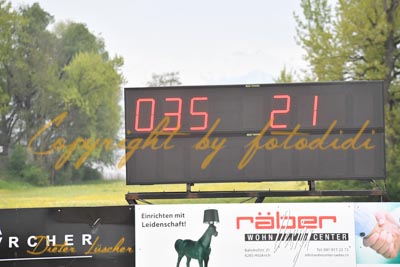 035 21
Copyright by fotodidi
RCHER
Dieter Lüscher
Einrichten mit
Leidenschaft!
räber
WOHN CENTER